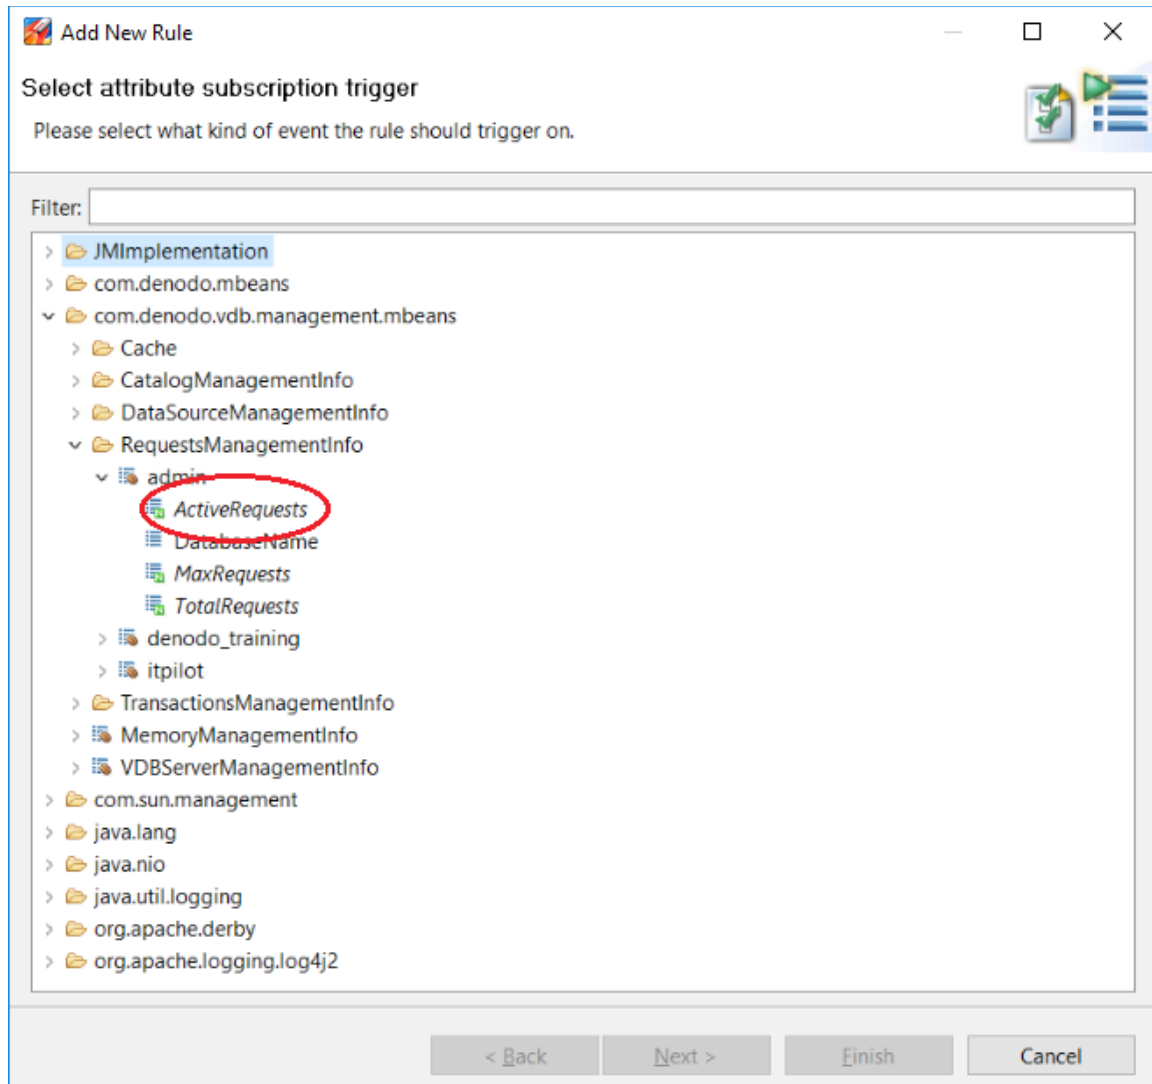 Add New Rule
Select attribute subscription trigger
Please select what kind of event the rule should trigger on.
Filter:
JMImplementation
com.denodo.mbeans
com.denodo.vdb.management.mbeans
Cache
CatalogManagementInfo
DataSourceManagementInfo
RequestsManagementInfo
admin
ActiveRequests
DatabaseName
MaxRequests
TotalRequests
denodo_training
itpilot
TransactionsManagementInfo
MemoryManagementInfo
VDBServerManagementInfo
com.sun.management
java.lang
java.nio
java.util.logging
org.apache.derby
org.apache.logging.log4j2
< Back Next > Finish Cancel